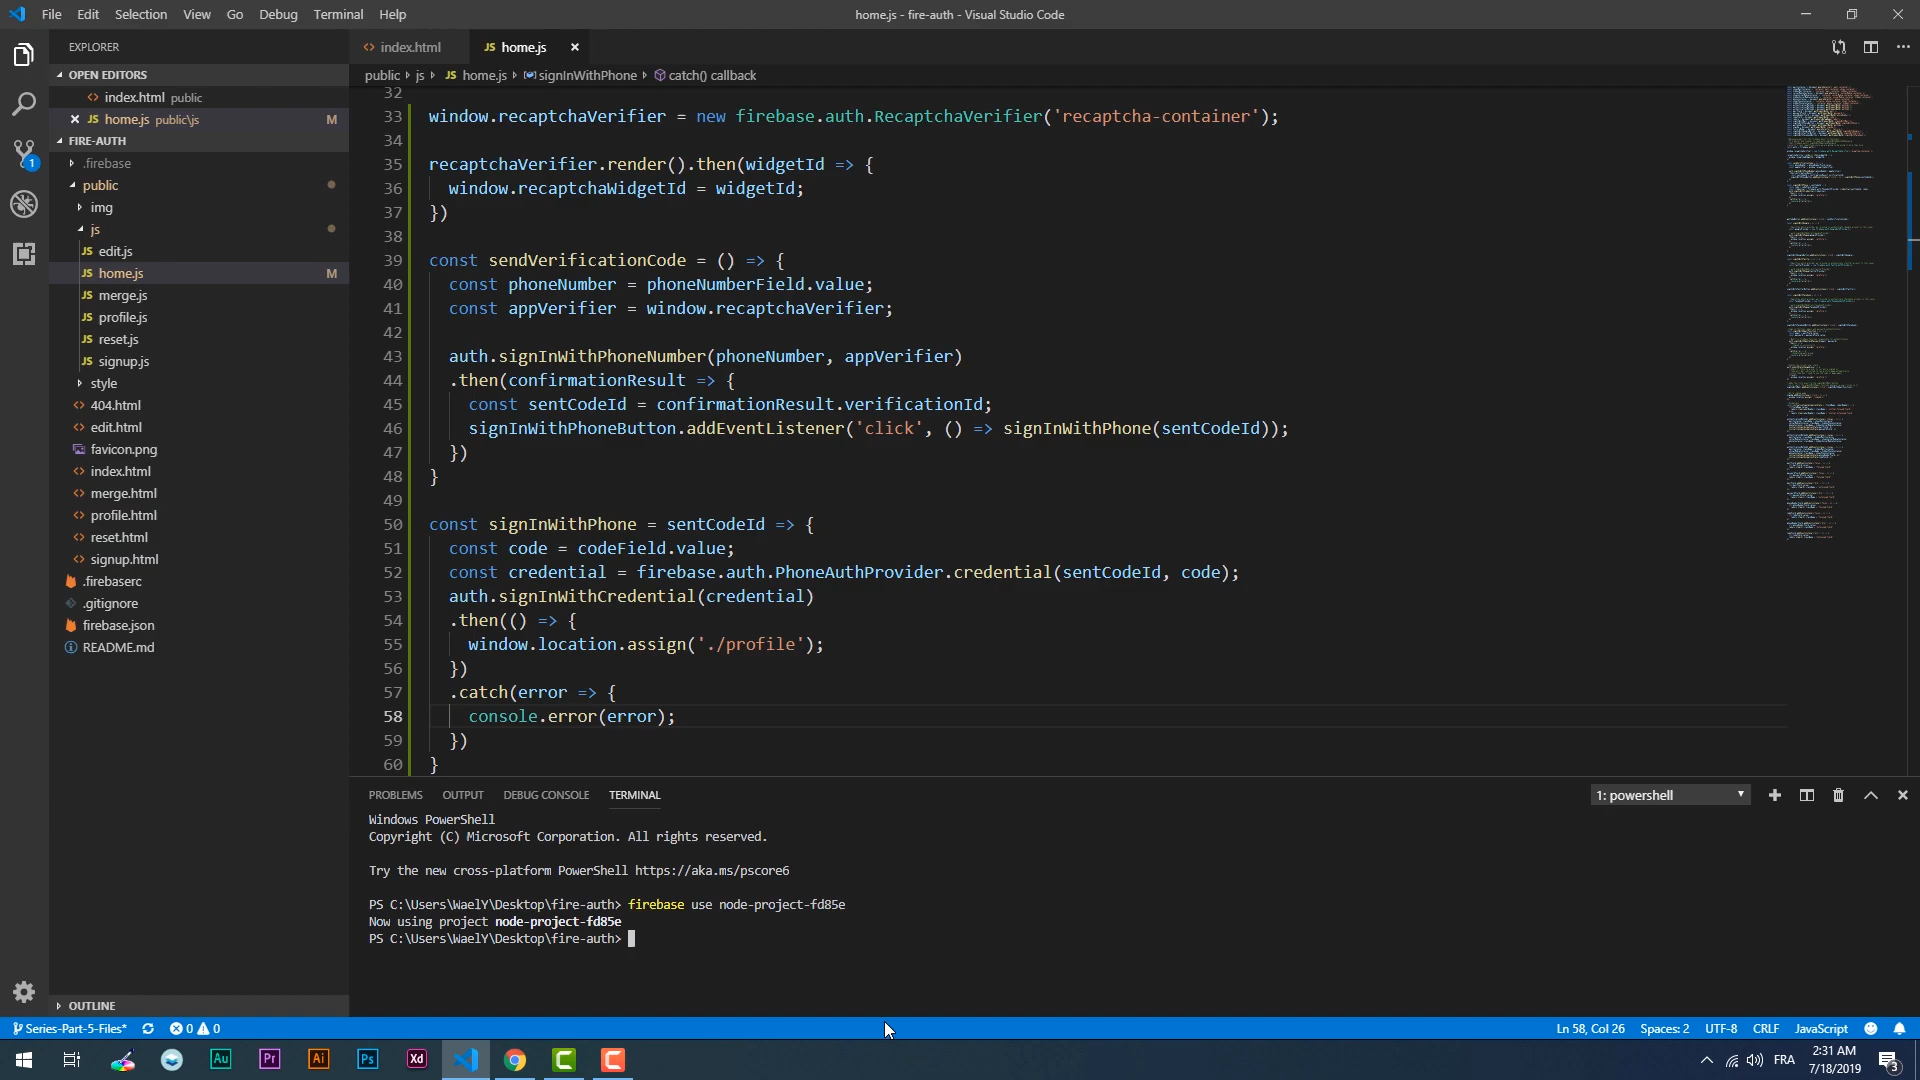 File Edit Selection View Go Debug Terminal Help
home.js - fire-auth - Visual Studio Code
EXPLORER
OPEN EDITORS
index.html public
home.js public\js M
FIRE-AUTH
.firebase
public
img
js
edit.js
home.js M
merge.js
profile.js
reset.js
signup.js
style
404.html
edit.html
favicon.png
index.html
merge.html
profile.html
reset.html
signup.html
.firebaserc
.gitignore
firebase.json
README.md
OUTLINE
index.html
JS home.js
public js JS home.js signInWithPhone catch() callback
32
33 window.recaptchaVerifier = new firebase.auth.RecaptchaVerifier('recaptcha-container');
34
35 recaptchaVerifier.render().then(widgetId => {
36 window.recaptchaWidgetId = widgetId;
37 })
38
39 const sendVerificationCode = () => {
40 const phoneNumber = phoneNumberField.value;
41 const appVerifier = window.recaptchaVerifier;
42
43 auth.signInWithPhoneNumber(phoneNumber, appVerifier)
44 .then(confirmationResult => {
45 const sentCodeId = confirmationResult.verificationId;
46 signInWithPhoneButton.addEventListener('click', () => signInWithPhone(sentCodeId));
47 })
48 }
49
50 const signInWithPhone = sentCodeId => {
51 const code = codeField.value;
52 const credential = firebase.auth.PhoneAuthProvider.credential(sentCodeId, code);
53 auth.signInWithCredential(credential)
54 .then(() => {
55 window.location.assign('./profile');
56 })
57 .catch(error => {
58 console.error(error);
59 })
60 }
PROBLEMS OUTPUT DEBUG CONSOLE TERMINAL
1: powershell
Windows PowerShell
Copyright (C) Microsoft Corporation. All rights reserved.
Try the new cross-platform PowerShell https://aka.ms/pscore6
PS C:\Users\WaelY\Desktop\fire-auth> firebase use node-project-fd85e
Now using project node-project-fd85e
PS C:\Users\WaelY\Desktop\fire-auth>
Series-Part-5-Files* 0 0
Ln 58, Col 26 Spaces: 2 UTF-8 CRLF JavaScript
Au Pr Ai Ps Xd
FRA
2:31 AM
7/18/2019
3